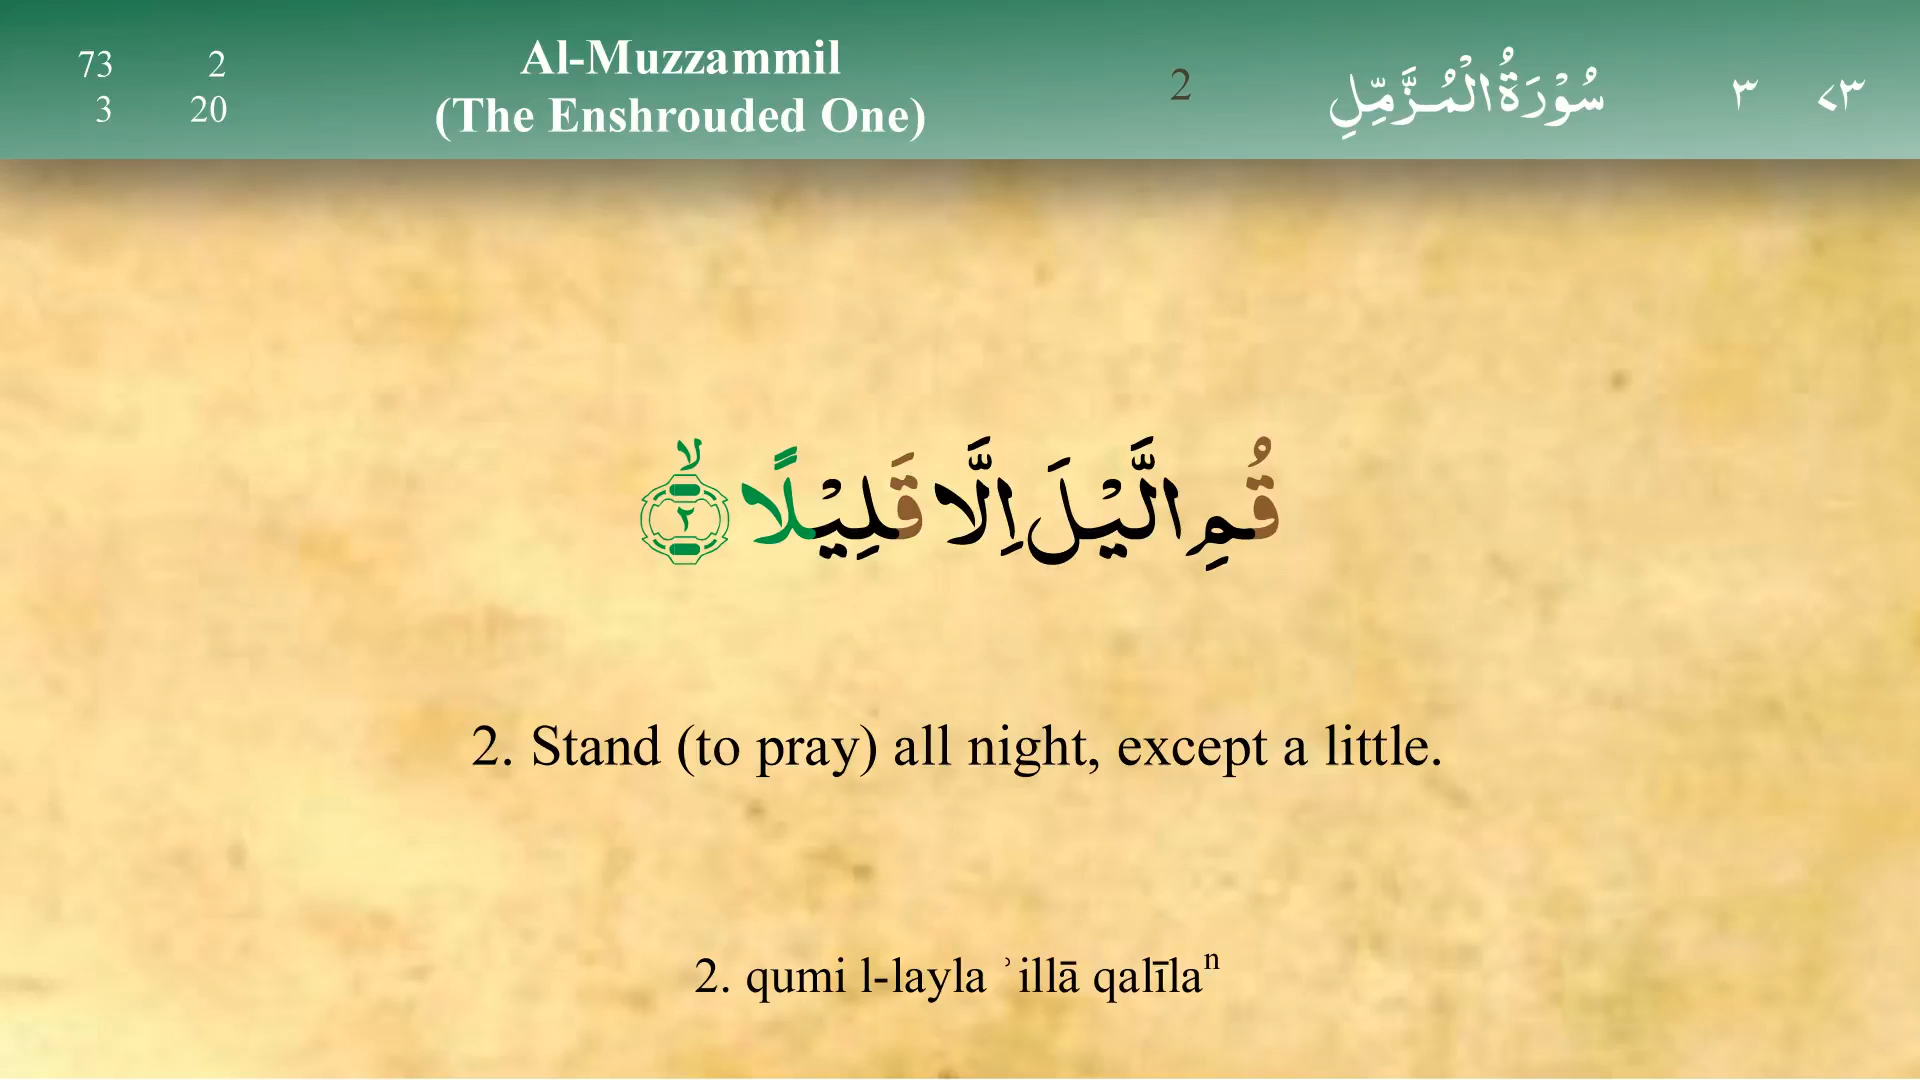 73 2
3 20
Al-Muzzammil
(The Enshrouded One)
2
سُوْرَةُ الْمُزَّمِّلِ
٣ ٧٣
قُمِ الَّيْلَ اِلَّا قَلِيْلًا ۙ ٢
2. Stand (to pray) all night, except a little.
2. qumi l-layla ʾillā qalīlaⁿ